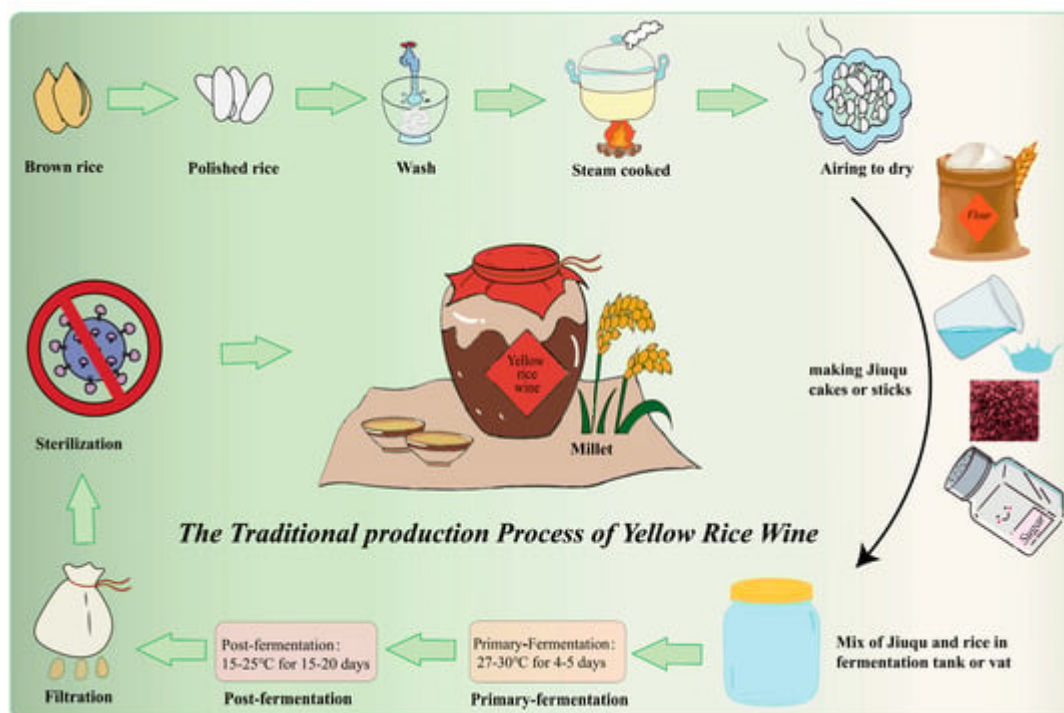 Brown rice
Polished rice
Wash
Steam cooked
Airing to dry
Flour
making Jiuqu
cakes or sticks
Sugar
Mix of Jiuqu and rice in
fermentation tank or vat
Primary-Fermentation:
27-30°C for 4-5 days
Primary-fermentation
Post-fermentation:
15-25°C for 15-20 days
Post-fermentation
Filtration
Sterilization
Yellow
rice
wine
Millet
The Traditional production Process of Yellow Rice Wine